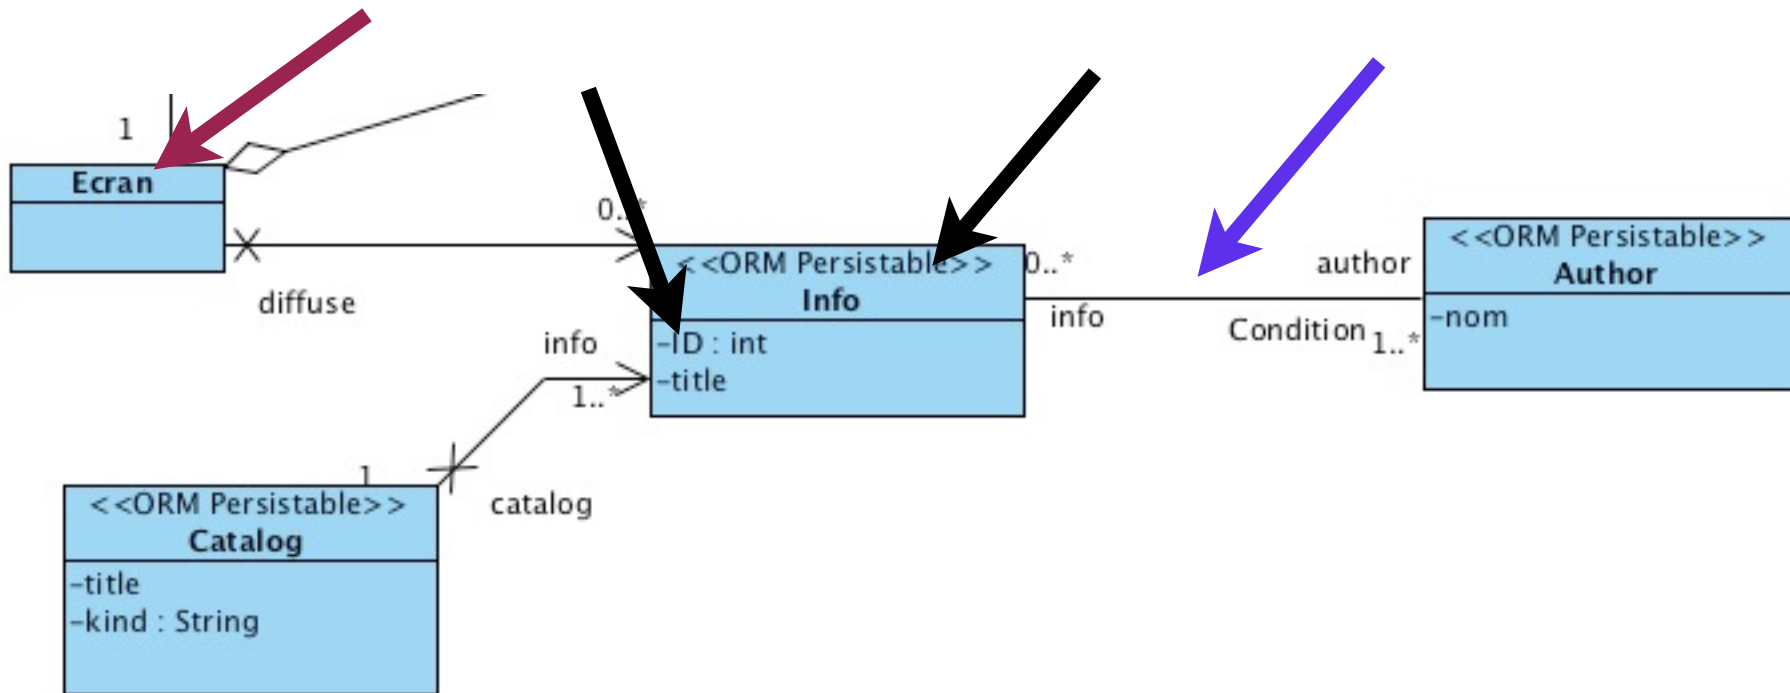 1
Ecran
0..*
diffuse
<<ORM Persistable>>
Info
-ID : int
-title
0..*
info
author
Condition
1..*
<<ORM Persistable>>
Author
-nom
info
1..*
1
catalog
<<ORM Persistable>>
Catalog
-title
-kind : String